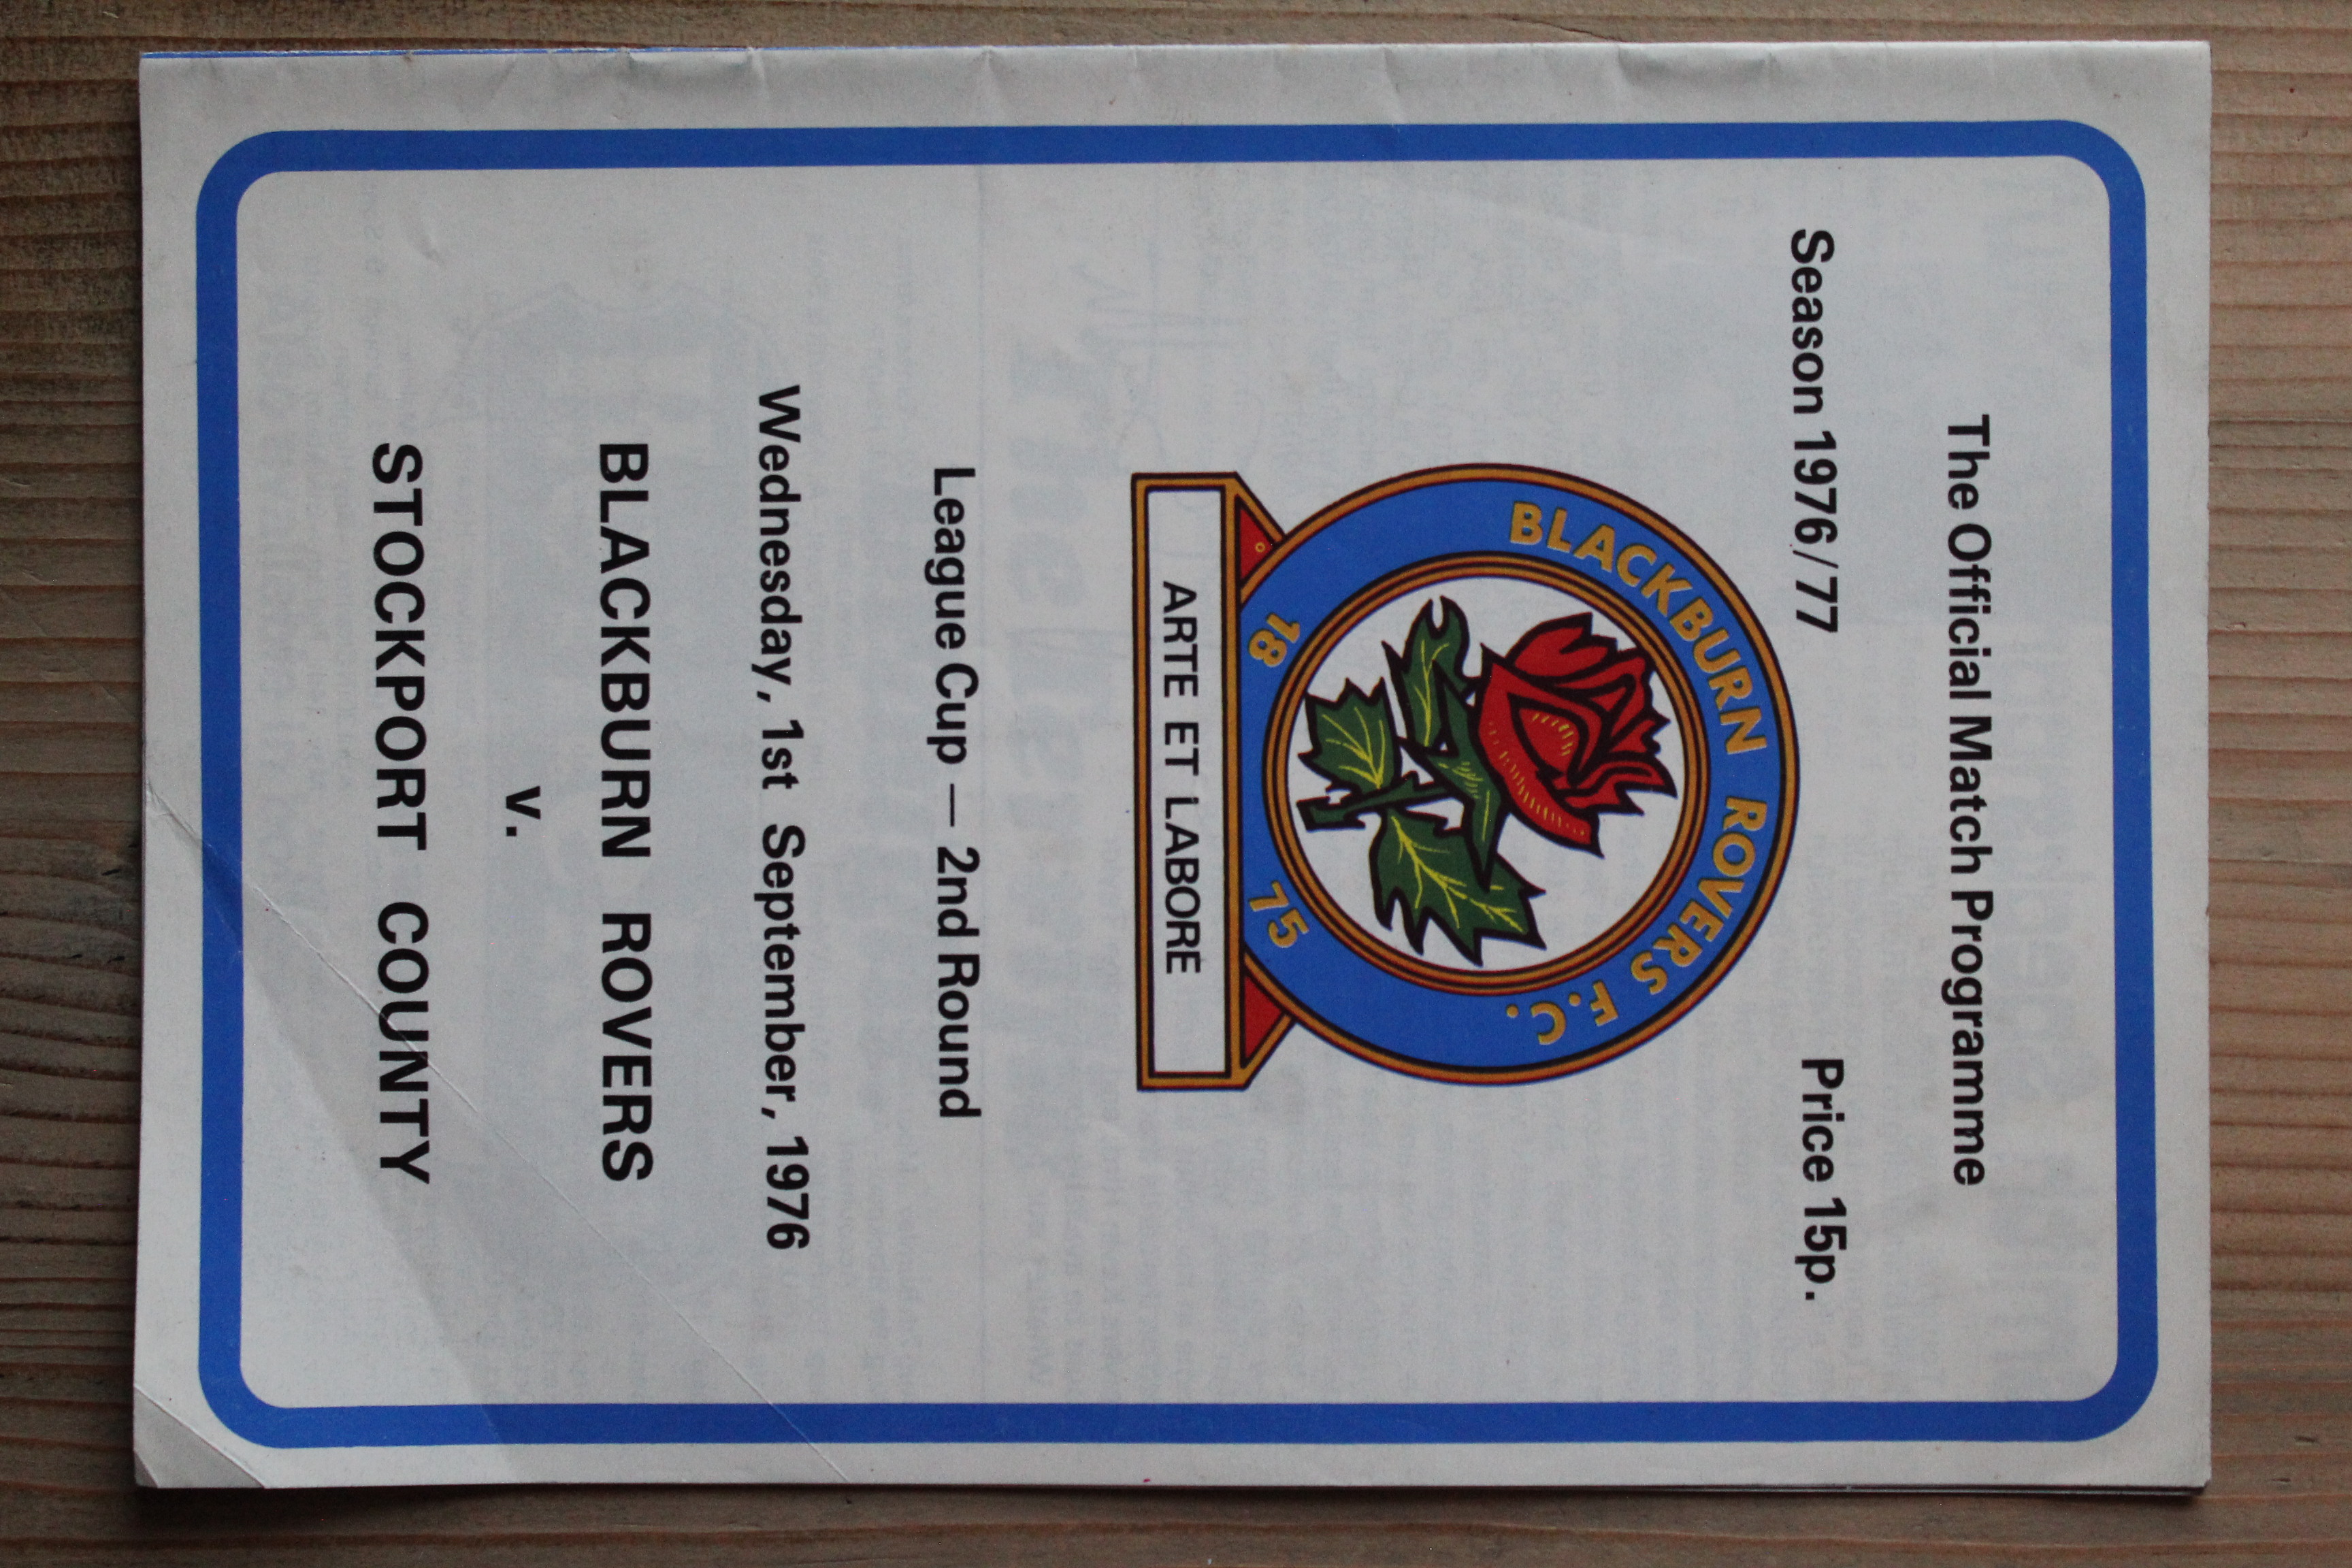 The Official Match Programme
Season 1976/77 Price 15p.
BLACKBURN ROVERS F.C.
18 75
ARTE ET LABORE
League Cup — 2nd Round
Wednesday, 1st September, 1976
BLACKBURN ROVERS
v.
STOCKPORT COUNTY